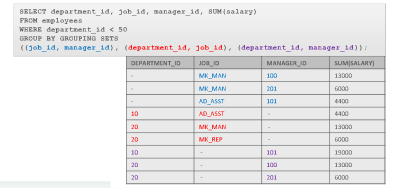 SELECT department_id, job_id, manager_id, SUM(salary)
FROM employees
WHERE department_id < 50
GROUP BY GROUPING SETS
((job_id, manager_id), (department_id, job_id), (department_id, manager_id));
DEPARTMENT_ID JOB_ID MANAGER_ID SUM(SALARY)
- MK_MAN 100 13000
- MK_MAN 201 6000
- AD_ASST 101 4400
10 AD_ASST - 4400
20 MK_MAN - 13000
20 MK_REP - 6000
10 - 101 19000
20 - 100 13000
20 - 201 6000